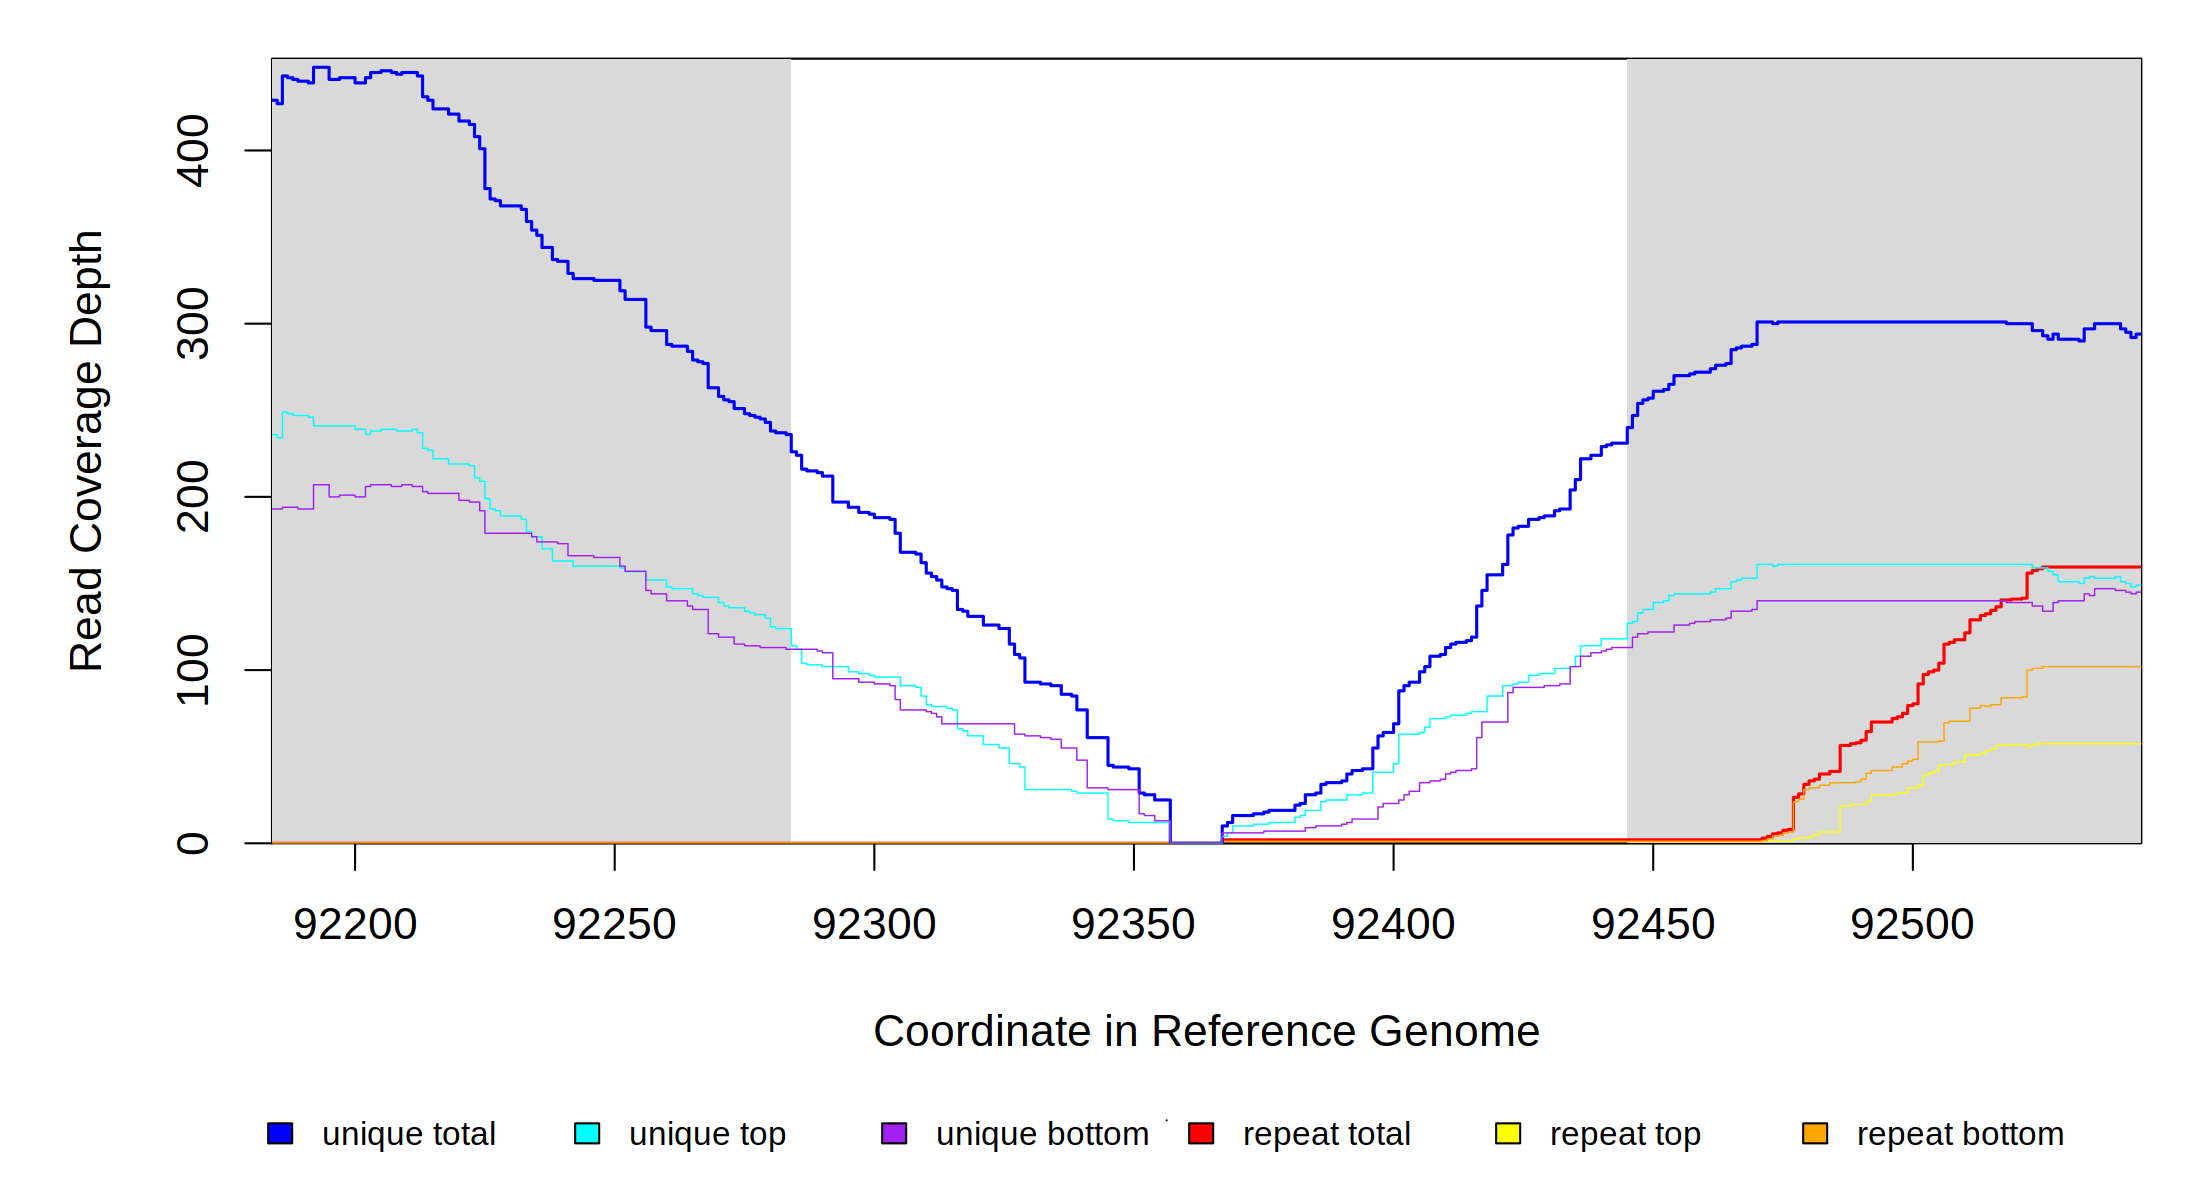 400
300
200
100
0
Read Coverage Depth
92200 92250 92300 92350 92400 92450 92500
Coordinate in Reference Genome
unique total unique top unique bottom repeat total repeat top repeat bottom